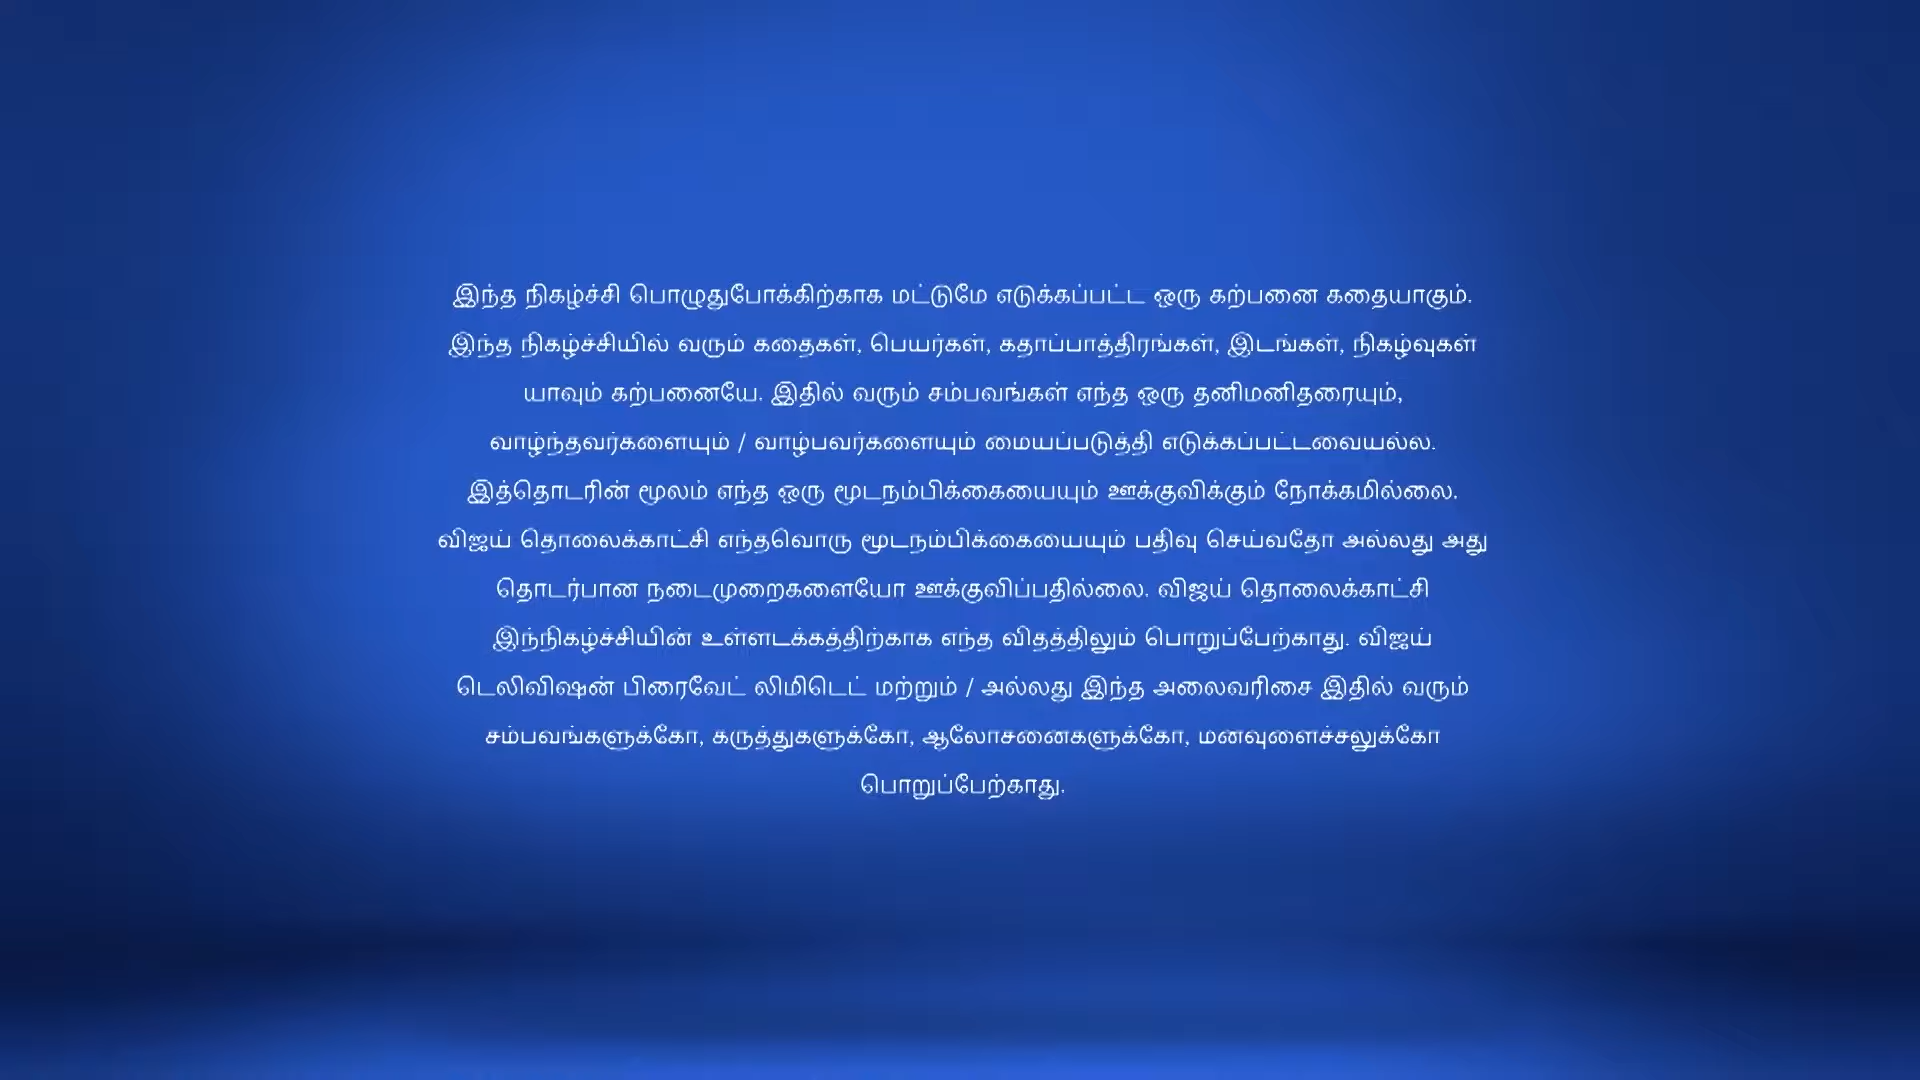 இந்த நிகழ்ச்சி பொழுதுபோக்கிற்காக மட்டுமே எடுக்கப்பட்ட ஒரு கற்பனை கதையாகும்.
இந்த நிகழ்ச்சியில் வரும் கதைகள், பெயர்கள், கதாப்பாத்திரங்கள், இடங்கள், நிகழ்வுகள்
யாவும் கற்பனையே. இதில் வரும் சம்பவங்கள் எந்த ஒரு தனிமனிதரையும்,
வாழ்ந்தவர்களையும் / வாழ்பவர்களையும் மையப்படுத்தி எடுக்கப்பட்டவையல்ல.
இத்தொடரின் மூலம் எந்த ஒரு மூடநம்பிக்கையையும் ஊக்குவிக்கும் நோக்கமில்லை.
விஜய் தொலைக்காட்சி எந்தவொரு மூடநம்பிக்கையையும் பதிவு செய்வதோ அல்லது அது
தொடர்பான நடைமுறைகளையோ ஊக்குவிப்பதில்லை. விஜய் தொலைக்காட்சி
இந்நிகழ்ச்சியின் உள்ளடக்கத்திற்காக எந்த விதத்திலும் பொறுப்பேற்காது. விஜய்
டெலிவிஷன் பிரைவேட் லிமிடெட் மற்றும் / அல்லது இந்த அலைவரிசை இதில் வரும்
சம்பவங்களுக்கோ, கருத்துகளுக்கோ, ஆலோசனைகளுக்கோ, மனவுளைச்சலுக்கோ
பொறுப்பேற்காது.